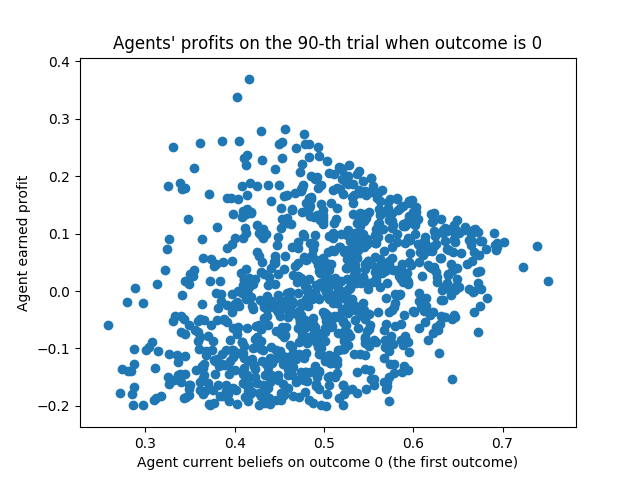 Agents' profits on the 90-th trial when outcome is 0
0.4
0.3
0.2
0.1
0.0
−0.1
−0.2
Agent earned profit
0.3 0.4 0.5 0.6 0.7
Agent current beliefs on outcome 0 (the first outcome)